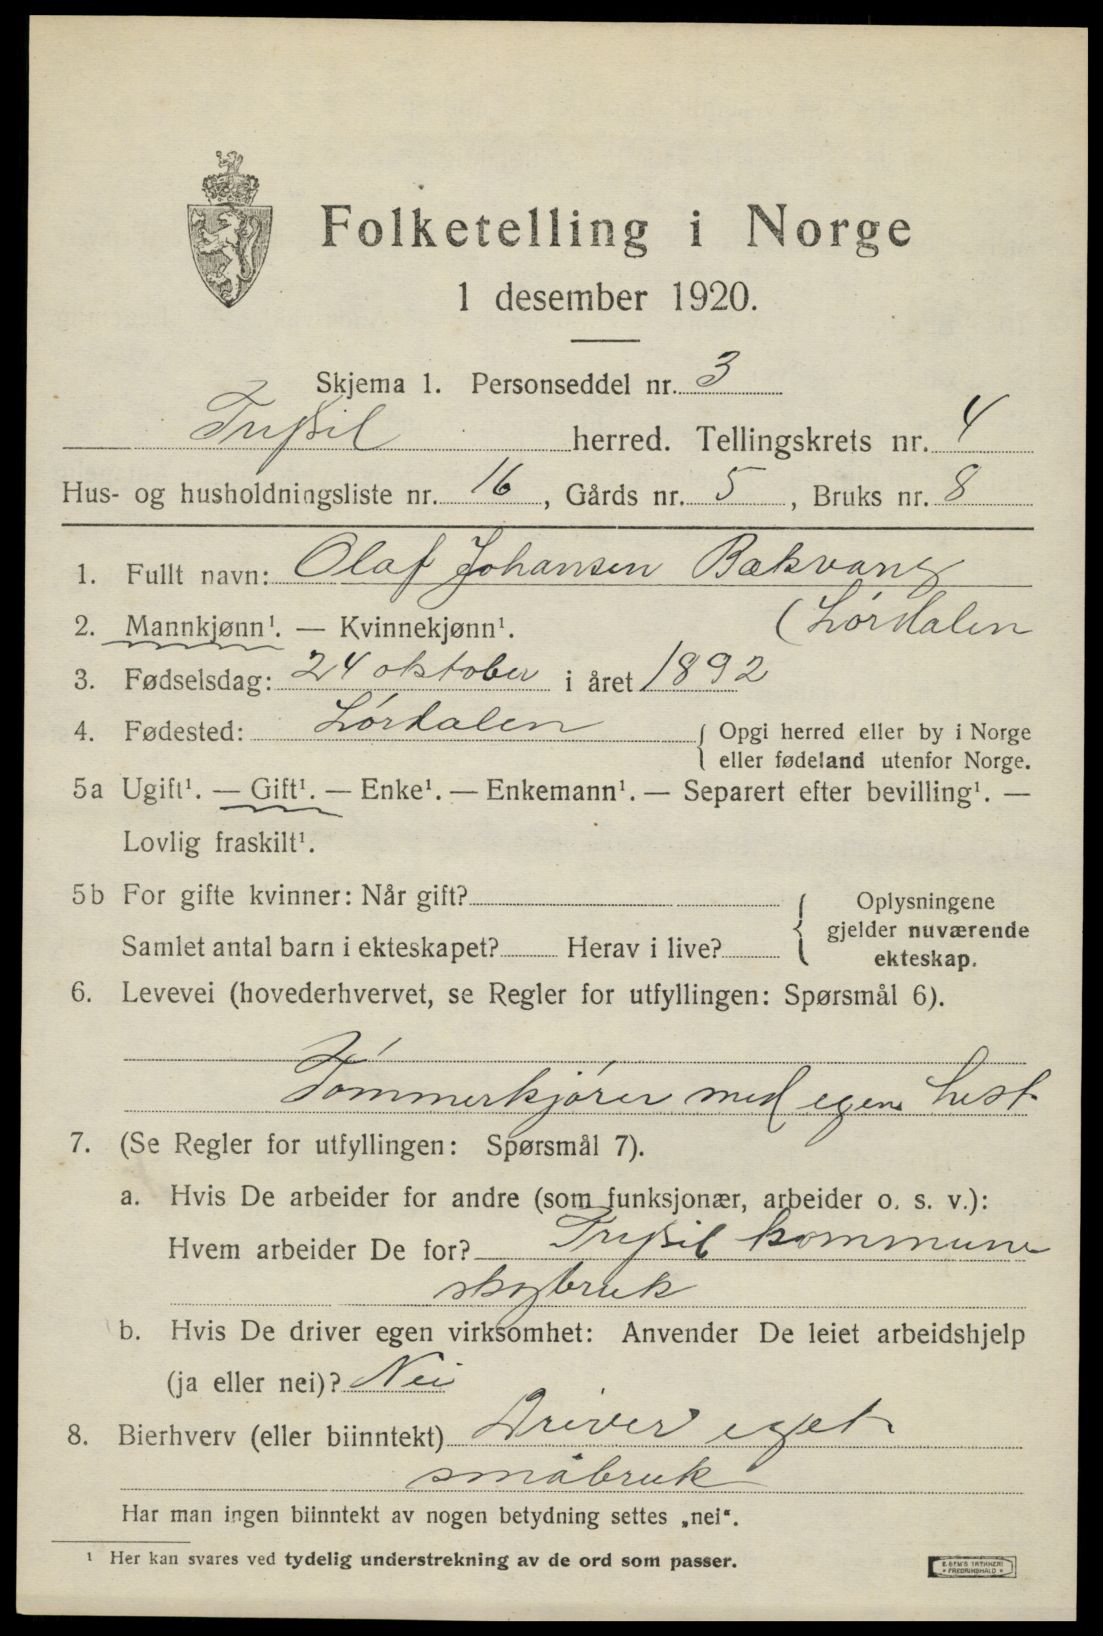 Folketelling i Norge
1 desember 1920.
Skjema 1. Personseddel nr. 3
Trysil herred. Tellingskrets nr. 4
Hus- og husholdningsliste nr. 16, Gårds nr. 5, Bruks nr. 8
1. Fullt navn: Olaf Johansen Bækvang
2. Mannkjønn¹. — Kvinnekjønn¹. (Lørdalen
3. Fødselsdag: 24 oktober i året 1892
4. Fødested: Lørdalen { Opgi herred eller by i Norge
eller fødeland utenfor Norge.
5a Ugift¹. — Gift¹. — Enke¹. — Enkemann¹. — Separert efter bevilling¹. —
Lovlig fraskilt¹.
5b For gifte kvinner: Når gift? { Oplysningene
gjelder nuværende
Samlet antal barn i ekteskapet? Herav i live?
ekteskap.
6. Levevei (hovederhvervet, se Regler for utfyllingen: Spørsmål 6).
Tømmerkjører med egen hest
7. (Se Regler for utfyllingen: Spørsmål 7).
a. Hvis De arbeider for andre (som funksjonær, arbeider o. s. v.):
Hvem arbeider De for? Trysil kommune
skogbruk
b. Hvis De driver egen virksomhet: Anvender De leiet arbeidshjelp
(ja eller nei)? Nei
8. Bierhverv (eller biinntekt) Driver eget
småbruk
Har man ingen biinntekt av nogen betydning settes „nei".
¹ Her kan svares ved tydelig understrekning av de ord som passer.
FREDRIKSHALD